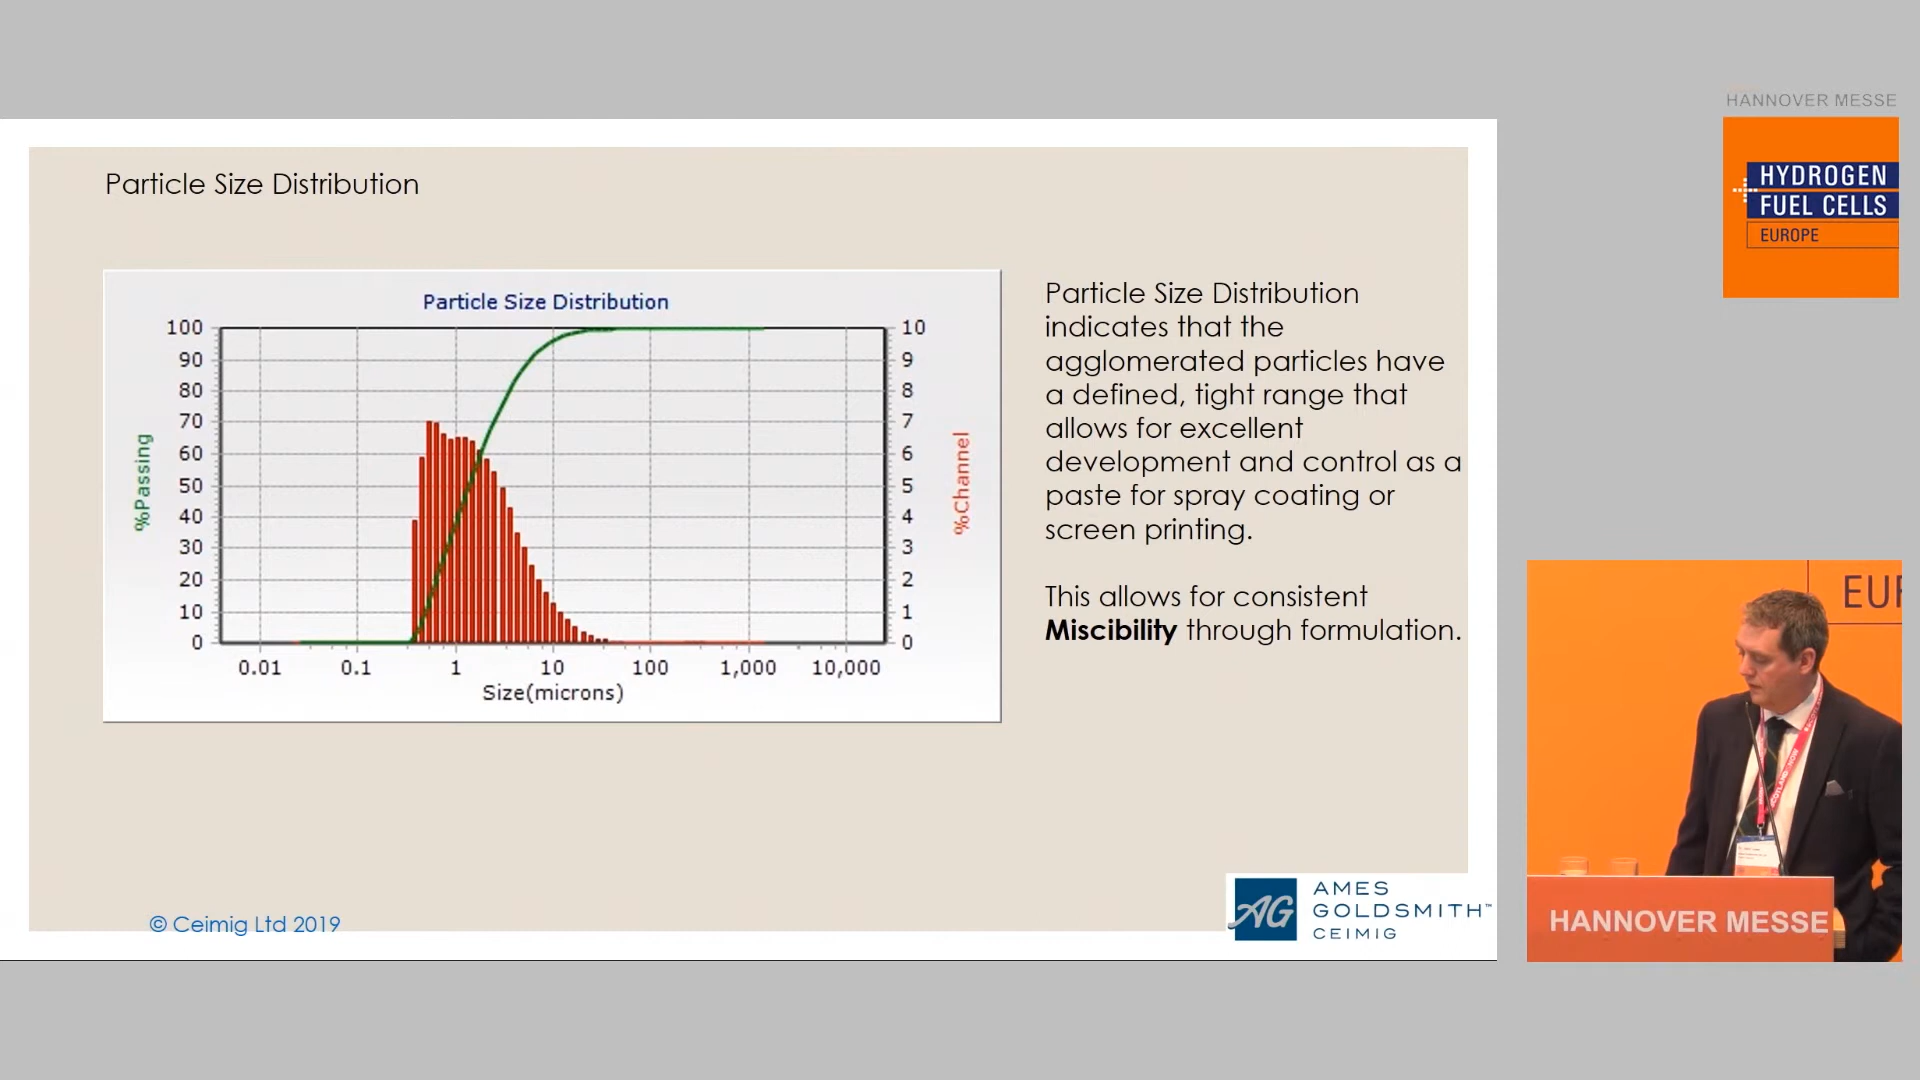 HANNOVER MESSE
HYDROGEN
FUEL CELLS
EUROPE
Particle Size Distribution
Particle Size Distribution
100
90
80
70
60
50
40
30
20
10
0
%Passing
10
9
8
7
6
5
4
3
2
1
0
%Channel
0.01 0.1 1 10 100 1,000 10,000
Size(microns)
Particle Size Distribution
indicates that the
agglomerated particles have
a defined, tight range that
allows for excellent
development and control as a
paste for spray coating or
screen printing.
This allows for consistent
Miscibility through formulation.
© Ceimig Ltd 2019
AG
AMES
GOLDSMITH™
CEIMIG
EUR
HANNOVER MESSE